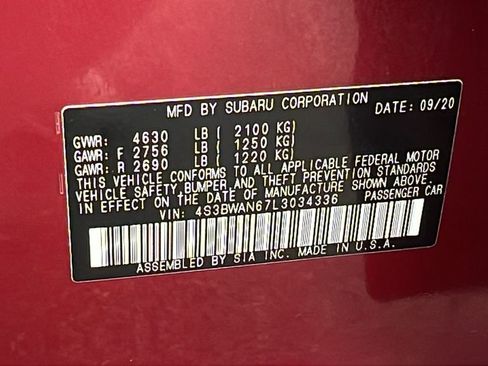 MFD BY SUBARU CORPORATION DATE: 09/20
GVWR: 4630 LB ( 2100 KG)
GAWR: F 2756 LB ( 1250 KG)
GAWR: R 2690 LB ( 1220 KG)
THIS VEHICLE CONFORMS TO ALL APPLICABLE FEDERAL MOTOR
VEHICLE SAFETY, BUMPER, AND THEFT PREVENTION STANDARDS
IN EFFECT ON THE DATE OF MANUFACTURE SHOWN ABOVE.
VIN: 4S3BWAN67L3034336 PASSENGER CAR
ASSEMBLED BY SIA INC. MADE IN U.S.A.